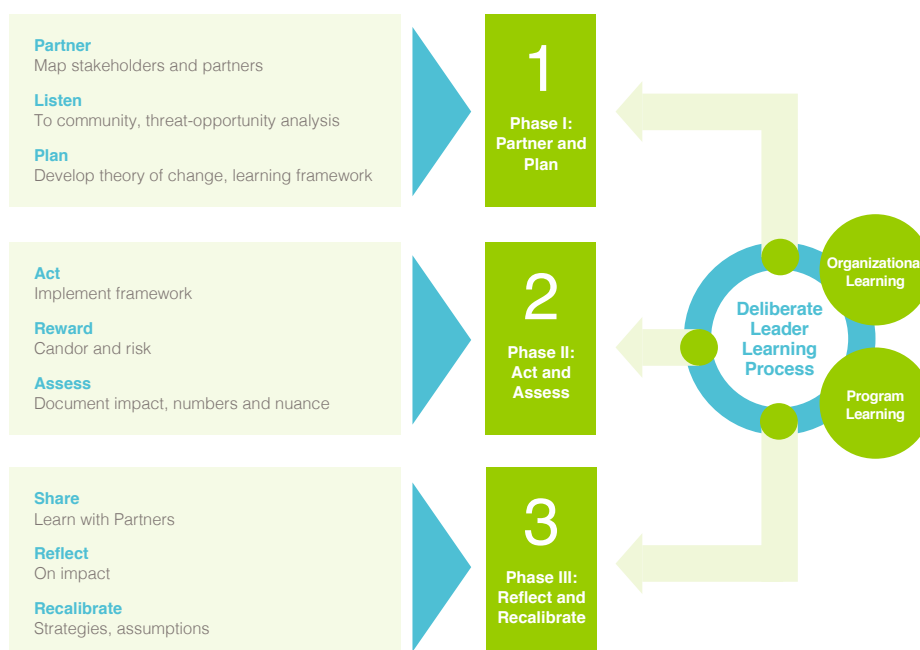 Partner
Map stakeholders and partners
Listen
To community, threat-opportunity analysis
Plan
Develop theory of change, learning framework
1
Phase I:
Partner and
Plan
Act
Implement framework
Reward
Candor and risk
Assess
Document impact, numbers and nuance
2
Phase II:
Act and
Assess
Share
Learn with Partners
Reflect
On impact
Recalibrate
Strategies, assumptions
3
Phase III:
Reflect and
Recalibrate
Deliberate
Leader
Learning
Process
Organizational
Learning
Program
Learning